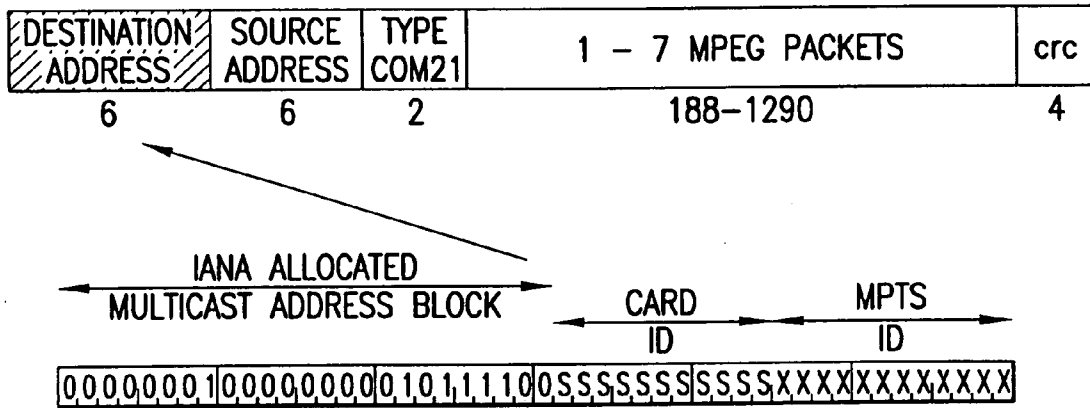 DESTINATION ADDRESS SOURCE ADDRESS TYPE COM21 1 - 7 MPEG PACKETS crc
6 6 2 188-1290 4
IANA ALLOCATED
MULTICAST ADDRESS BLOCK
CARD ID MPTS ID
00000001 00000000 01011110 0SSSSSSS SSSSXXXX XXXXXXXX